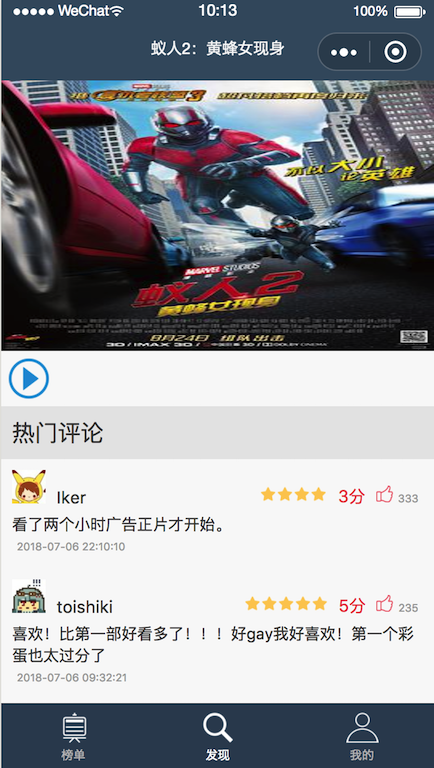 WeChat
10:13
100%
蚁人2：黄蜂女现身
不以大小
论英雄
MARVEL STUDIOS
蚁人2
黄蜂女现身
8月24日 组队出击
3D / IMAX 3D
DOLBY CINEMA
热门评论
Iker
3分
333
看了两个小时广告正片才开始。
2018-07-06 22:10:10
toishiki
5分
235
喜欢！比第一部好看多了！！！好gay我好喜欢！第一个彩
蛋也太过分了
2018-07-06 09:32:21
榜单
发现
我的